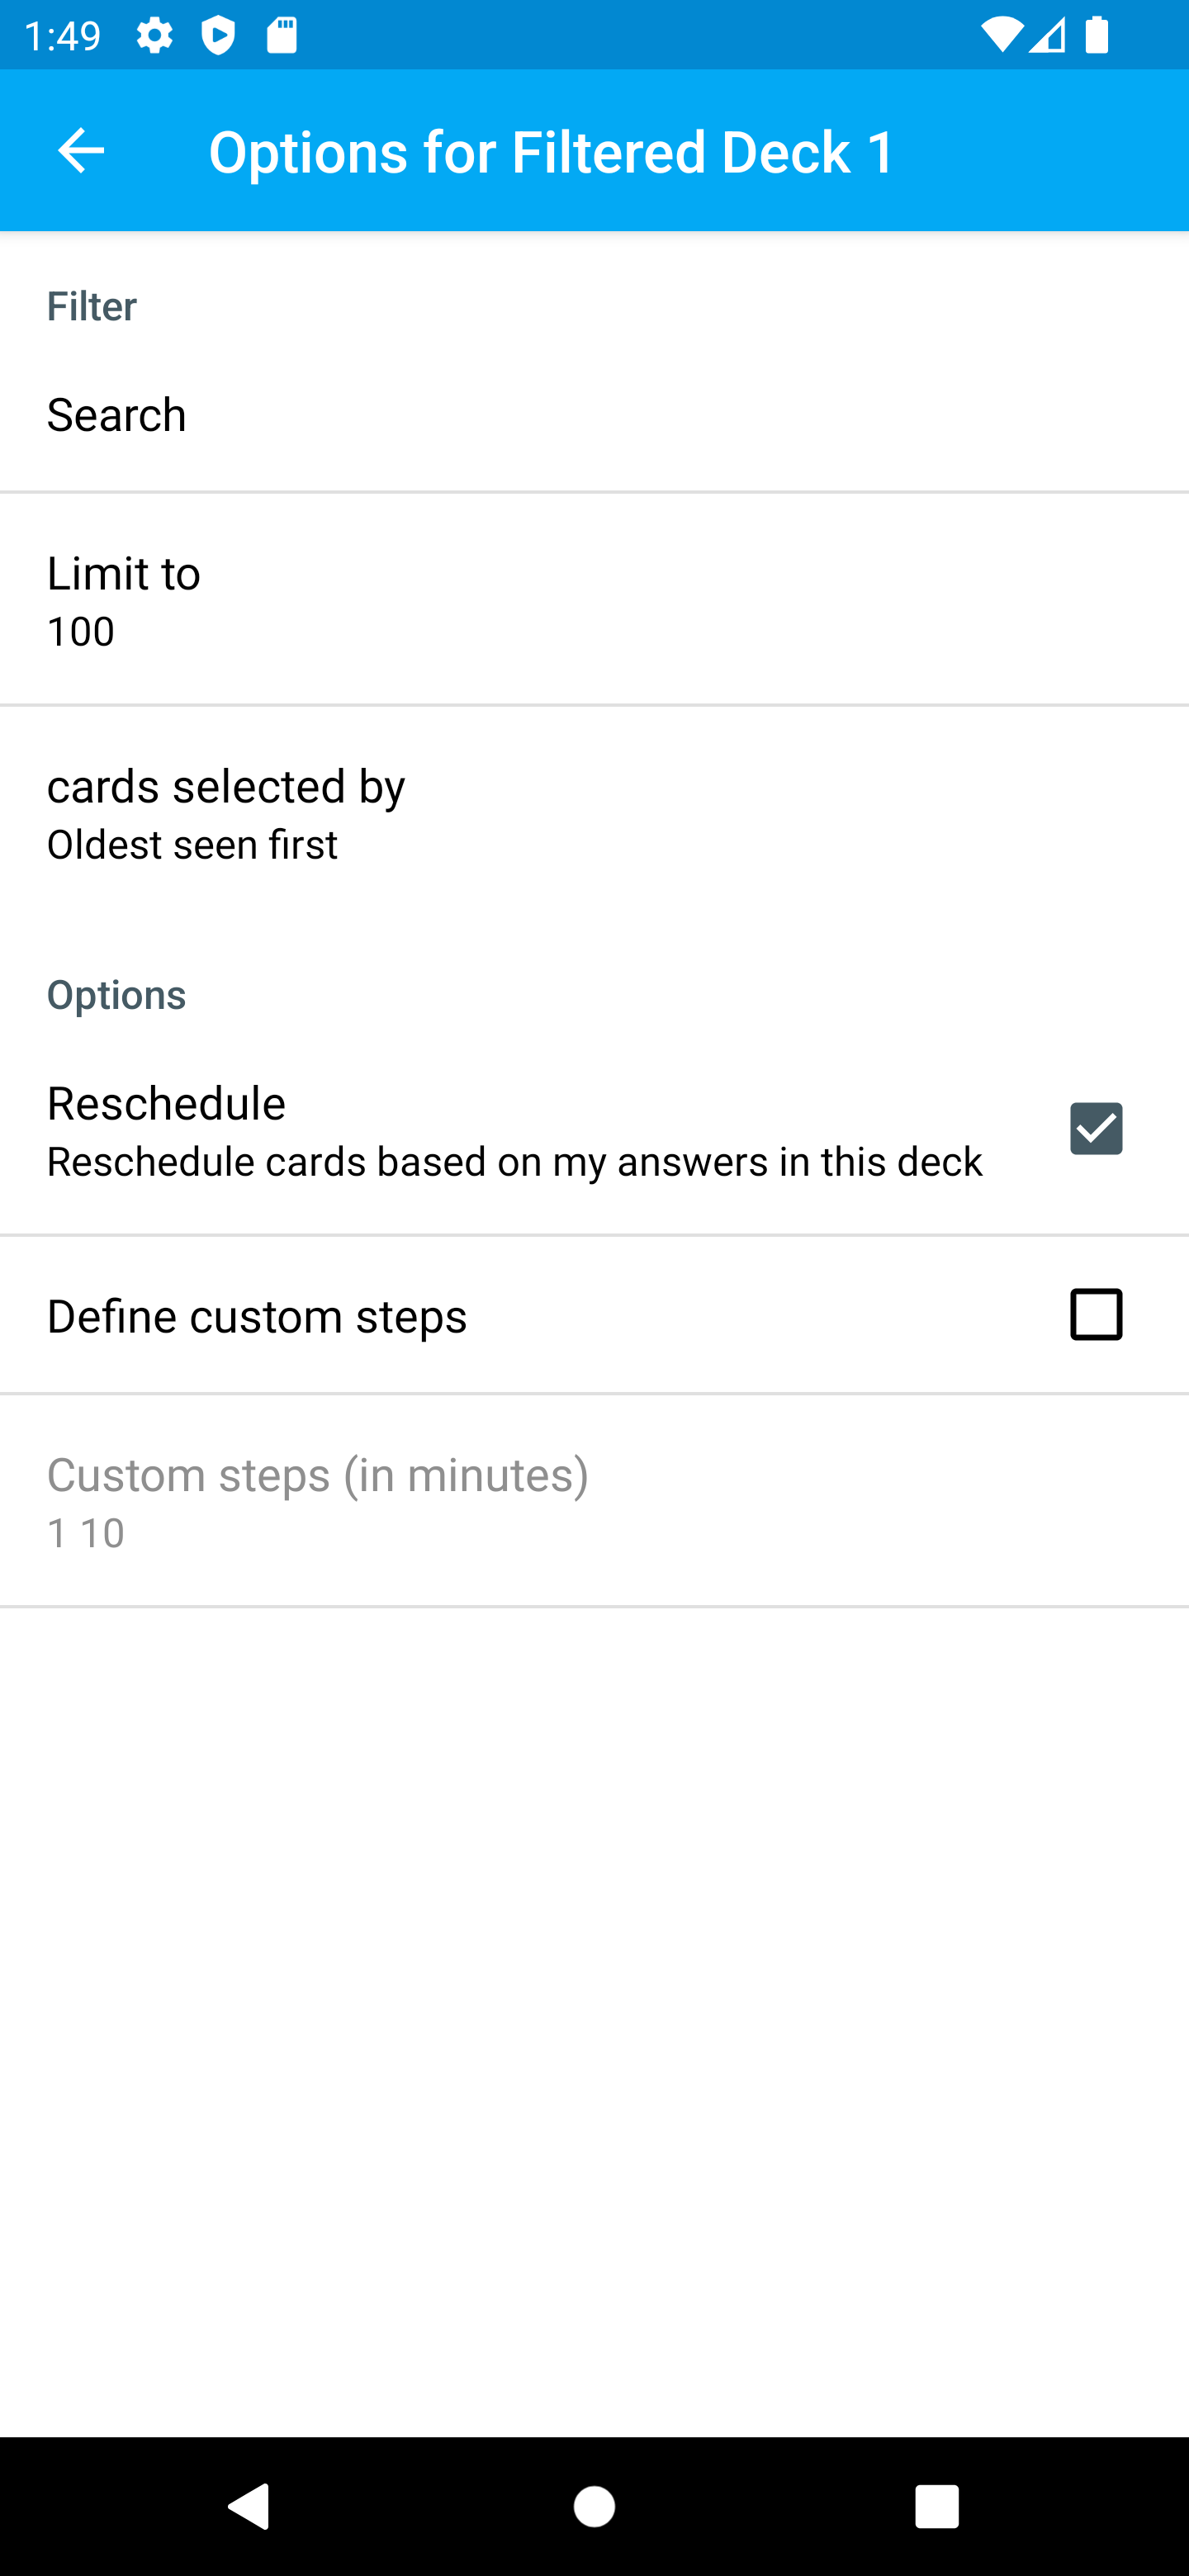 1:49
Options for Filtered Deck 1
Filter
Search
Limit to
100
cards selected by
Oldest seen first
Options
Reschedule
Reschedule cards based on my answers in this deck
Define custom steps
Custom steps (in minutes)
1 10